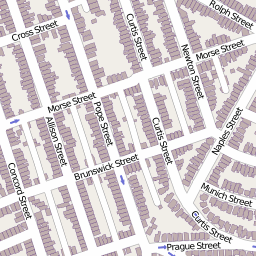 Rolph Street
Cross Street
Curtis Street
Newton Street
Morse Street
Morse Street
Pope Street
Allison Street
Curtis Street
Naples Street
Brunswick Street
Concord Street
Munich Street
Curtis Street
Prague Street